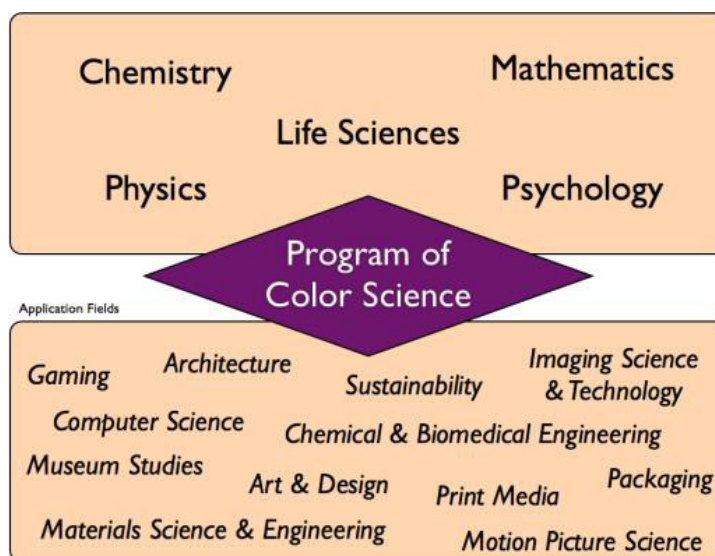 Chemistry
Mathematics
Life Sciences
Physics
Psychology
Program of
Color Science
Application Fields
Gaming
Architecture
Sustainability
Imaging Science
& Technology
Computer Science
Chemical & Biomedical Engineering
Museum Studies
Art & Design
Print Media
Packaging
Materials Science & Engineering
Motion Picture Science